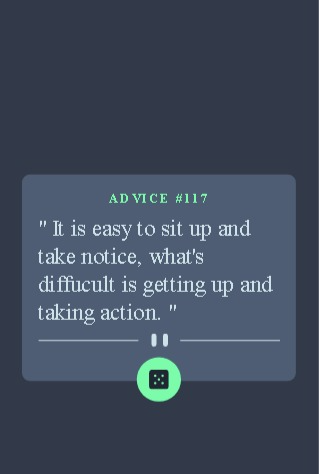 ADVICE #117
" It is easy to sit up and
take notice, what's
diffucult is getting up and
taking action. "